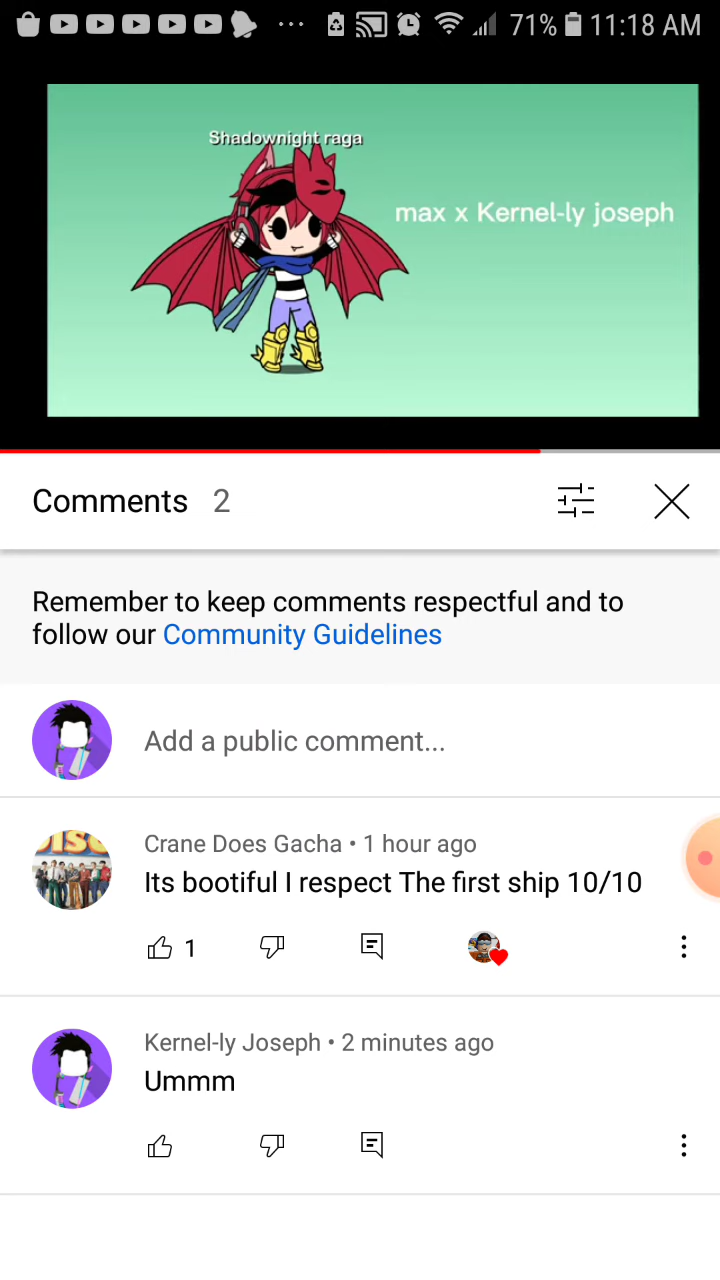 71% 11:18 AM
Shadownight raga
max x Kernel-ly joseph
Comments 2
Remember to keep comments respectful and to
follow our Community Guidelines
Add a public comment...
Crane Does Gacha • 1 hour ago
Its bootiful I respect The first ship 10/10
1
Kernel-ly Joseph • 2 minutes ago
Ummm